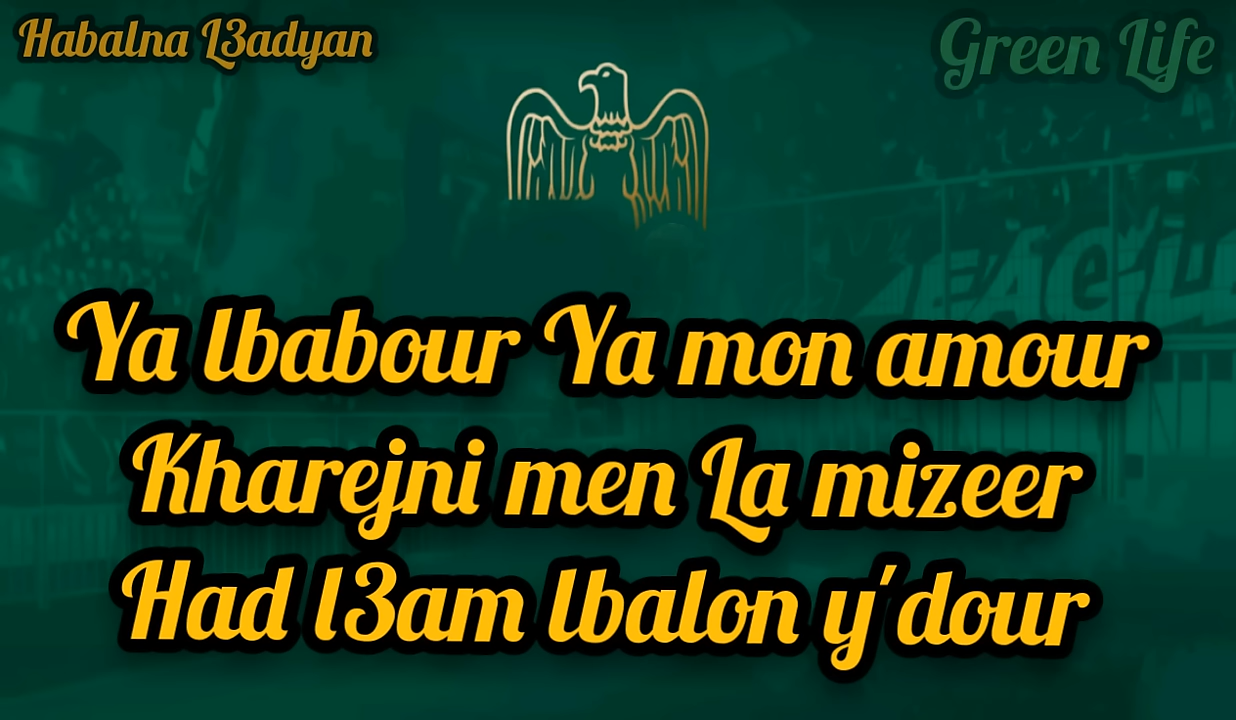 Habalna L3adyan
Green Life
Ya lbabour Ya mon amour
Kharejni men La mizeer
Had l3am lbalon y'dour